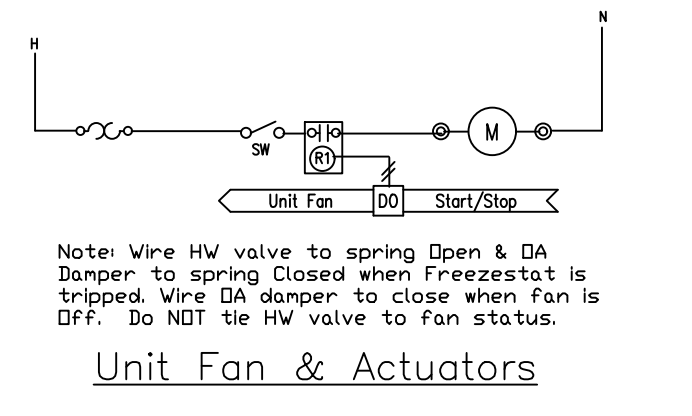 N
H
M
SW
R1
Unit Fan DO Start/Stop
Note: Wire HW valve to spring Open & OA
Damper to spring Closed when Freezestat is
tripped. Wire OA damper to close when fan is
Off. Do NOT tie HW valve to fan status.
Unit Fan & Actuators